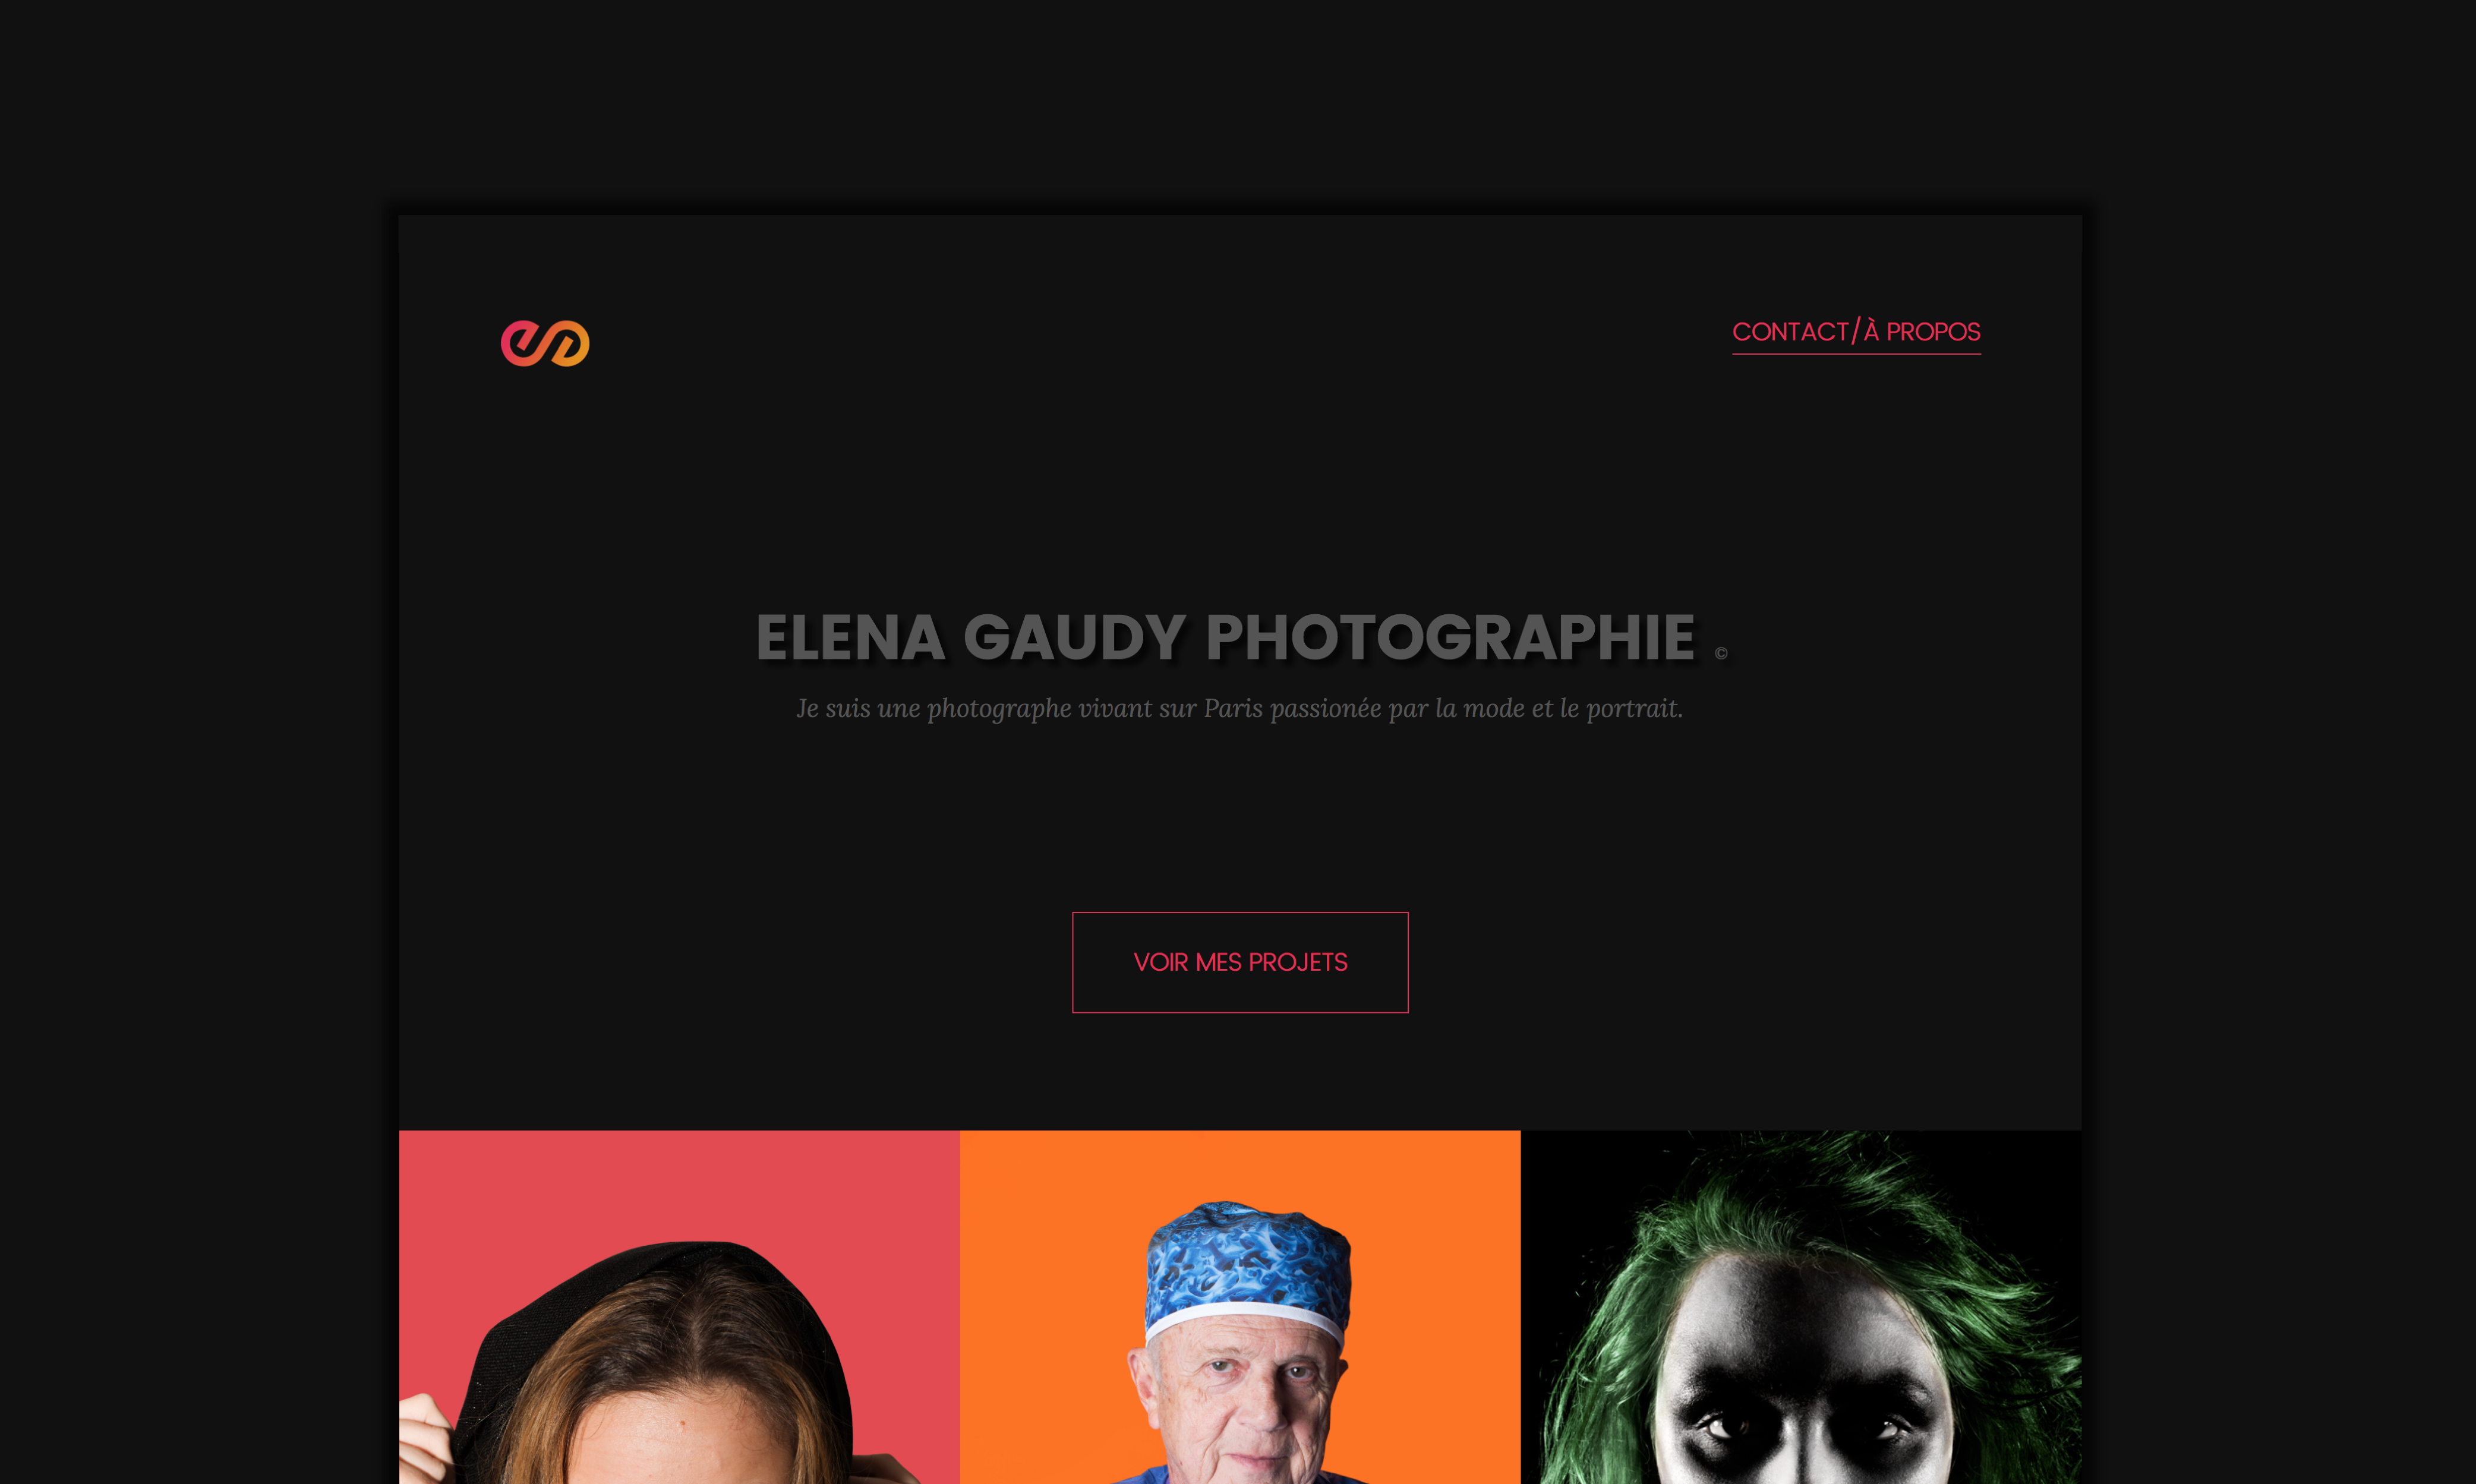 CONTACT/À PROPOS
ELENA GAUDY PHOTOGRAPHIE ©
Je suis une photographe vivant sur Paris passionée par la mode et le portrait.
VOIR MES PROJETS